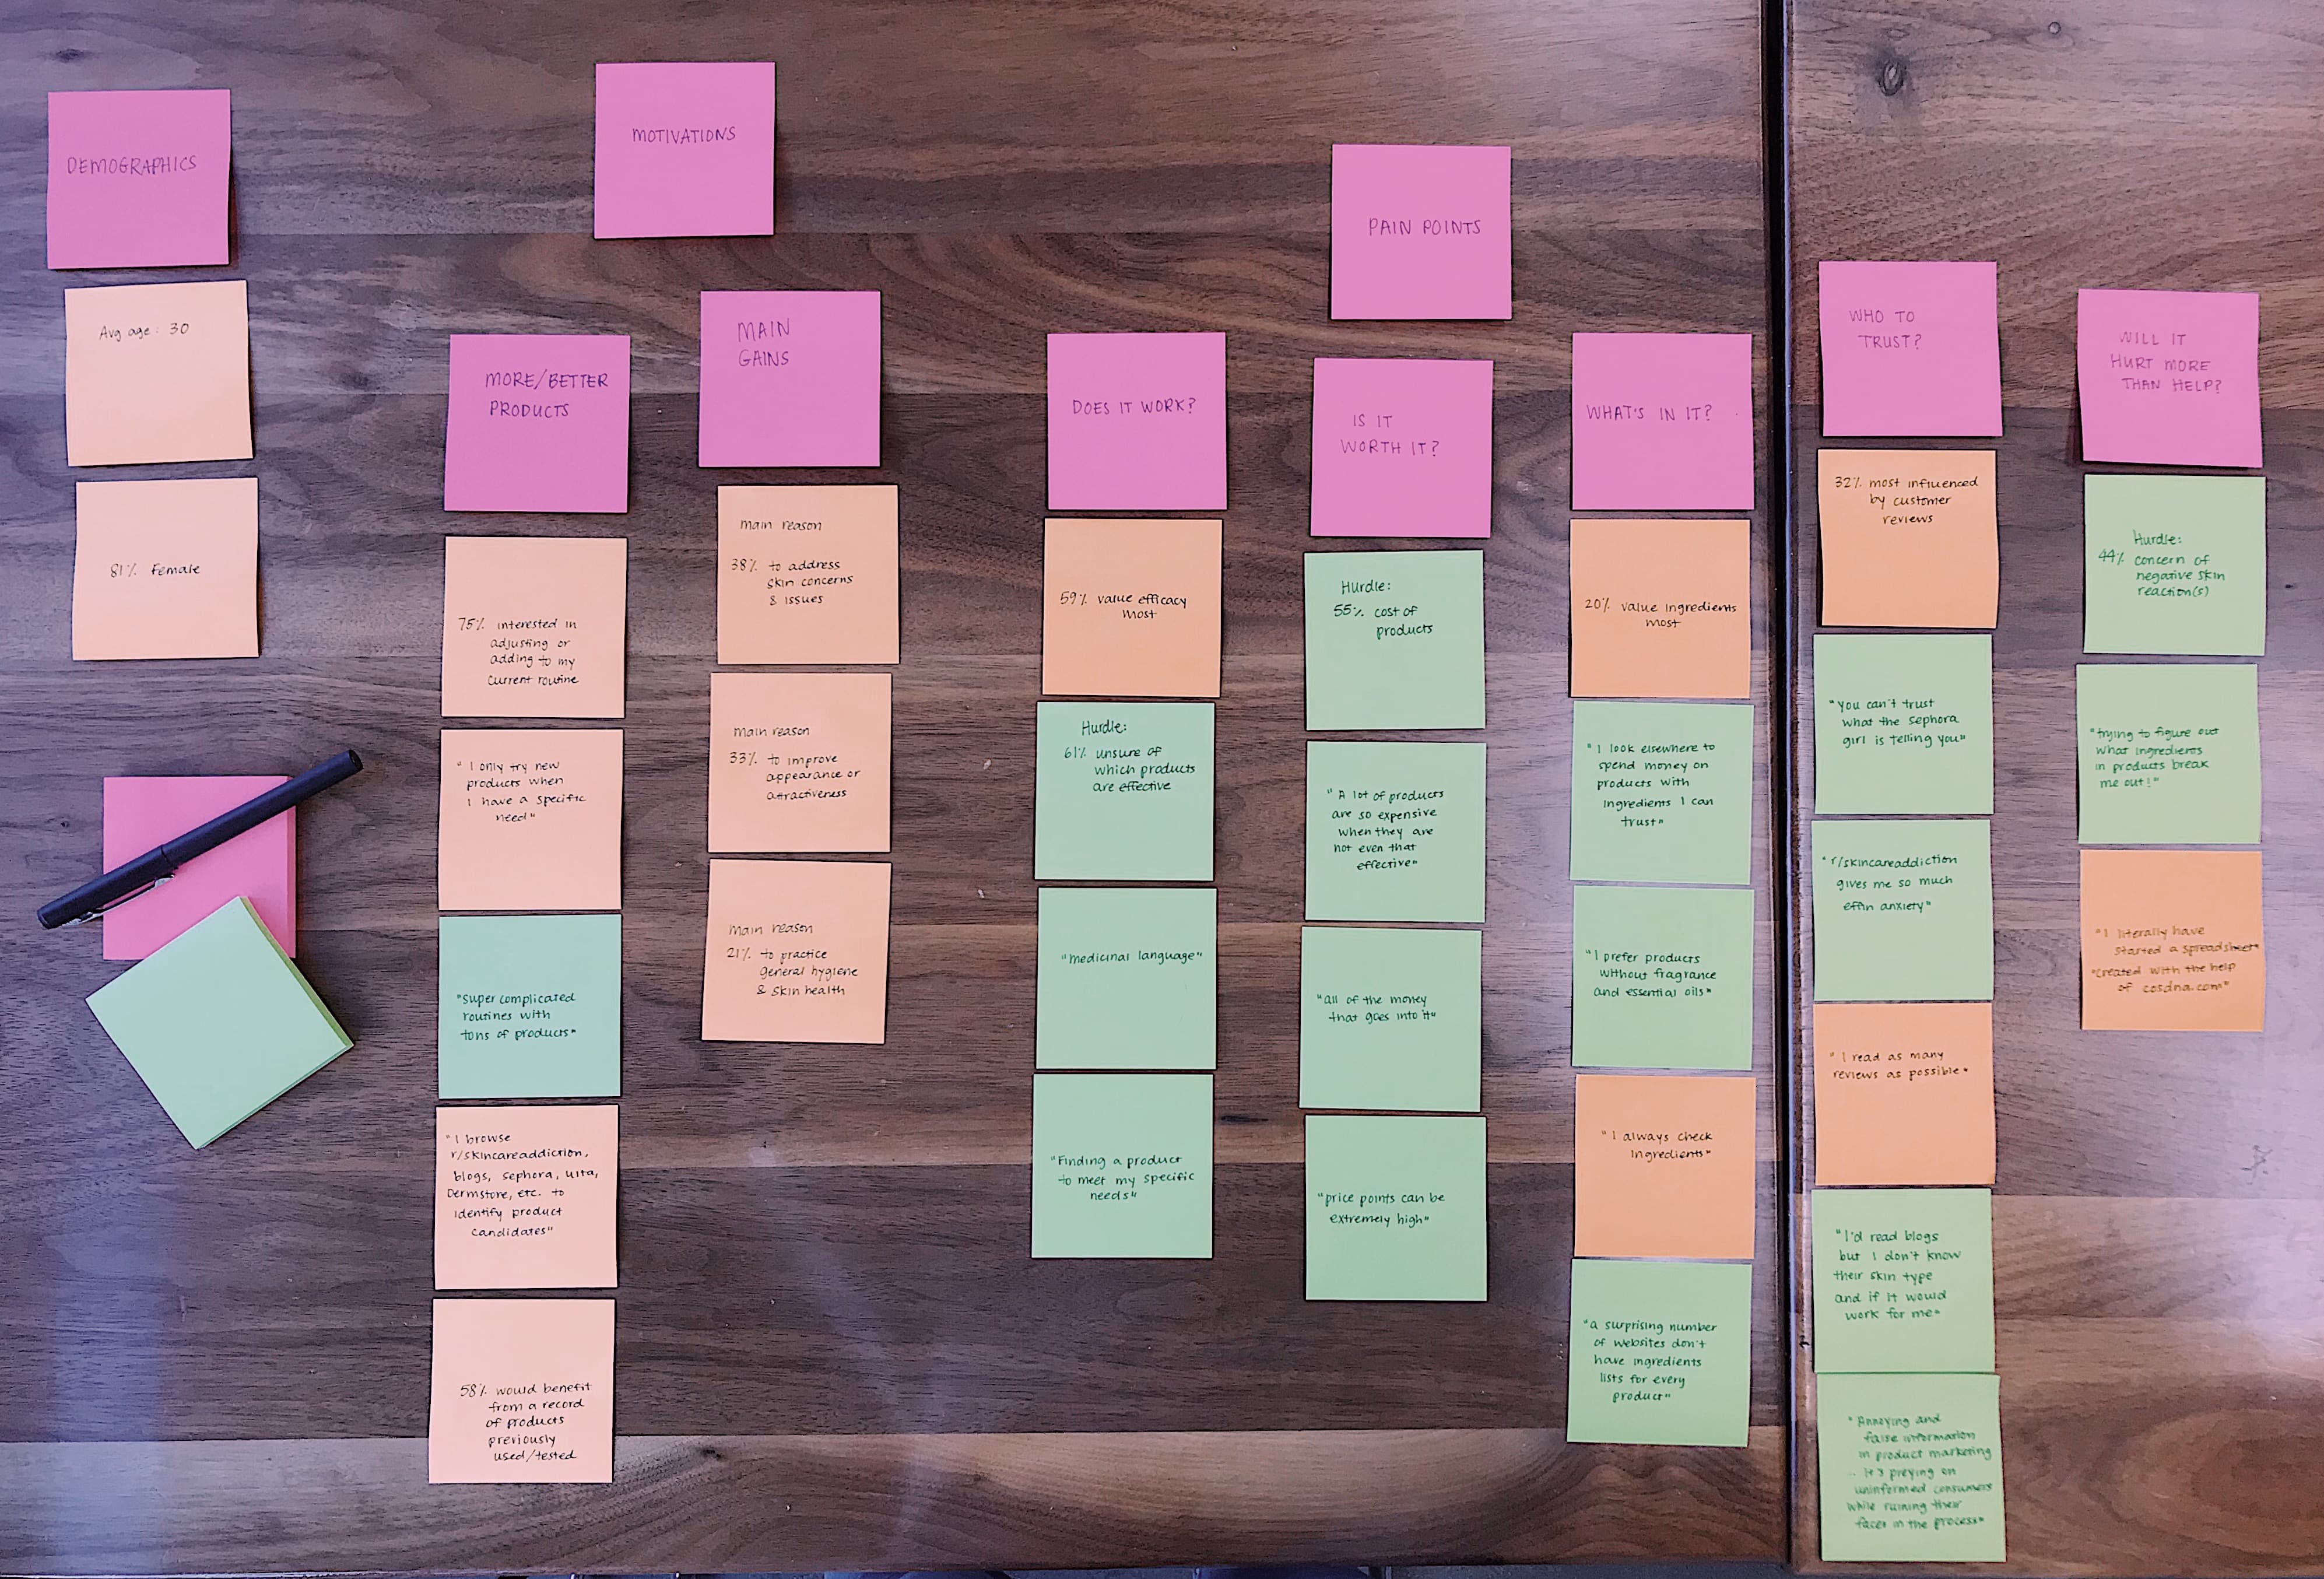 DEMOGRAPHICS
Avg age: 30
81% Female
MOTIVATIONS
MORE/BETTER
PRODUCTS
75% interested in
adjusting or
adding to my
current routine
"I only try new
products when
I have a specific
need"
"Super complicated
routines with
tons of products"
"I browse
r/skincareaddiction,
blogs, sephora, ulta,
Dermstore, etc. to
identify product
candidates"
58% would benefit
from a record
of products
previously
used/tested
MAIN
GAINS
Main reason
38% to address
skin concerns
& issues
Main reason
33% to improve
appearance or
attractiveness
Main reason
21% to practice
general hygiene
& skin health
PAIN POINTS
DOES IT WORK?
59% value efficacy
most
Hurdle:
61% unsure of
which products
are effective
"medicinal language"
"Finding a product
to meet my specific
needs"
IS IT
WORTH IT?
Hurdle:
55% cost of
products
"A lot of products
are so expensive
when they are
not even that
effective"
"all of the money
that goes into it"
"price points can be
extremely high"
WHAT'S IN IT?
20% value ingredients
most
"I look elsewhere to
spend money on
products with
ingredients I can
trust"
"I prefer products
without fragrance
and essential oils"
"I always check
ingredients"
"a surprising number
of websites don't
have ingredients
lists for every
product"
WHO TO
TRUST?
32% most influenced
by customer
reviews
"you can't trust
what the sephora
girl is telling you"
"r/skincareaddiction
gives me so much
effin anxiety"
"I read as many
reviews as possible"
"I'd read blogs
but I don't know
their skin type
and if it would
work for me"
"Annoying and
false information
in product marketing
.. it's preying on
uninformed consumers
while ruining their
faces in the process"
WILL IT
HURT MORE
THAN HELP?
Hurdle:
44% concern of
negative skin
reaction(s)
"trying to figure out
what ingredients
in products break
me out!"
"I literally have
started a spreadsheet"
"created with the help
of cosdna.com"